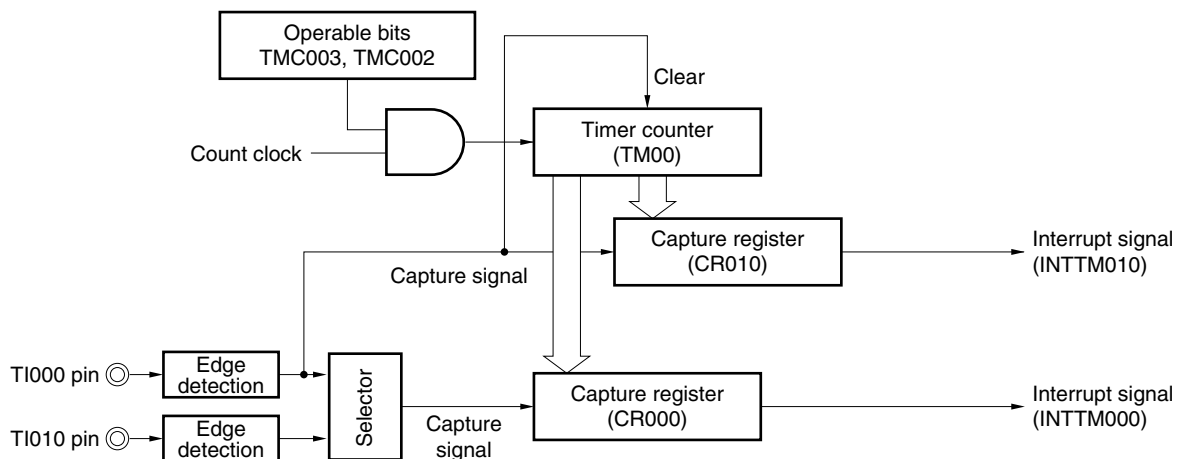 Operable bits
TMC003, TMC002
Clear
Timer counter
(TM00)
Count clock
Capture register
(CR010)
Interrupt signal
(INTTM010)
Capture signal
TI000 pin
Edge
detection
Selector
Capture register
(CR000)
Interrupt signal
(INTTM000)
TI010 pin
Edge
detection
Capture
signal